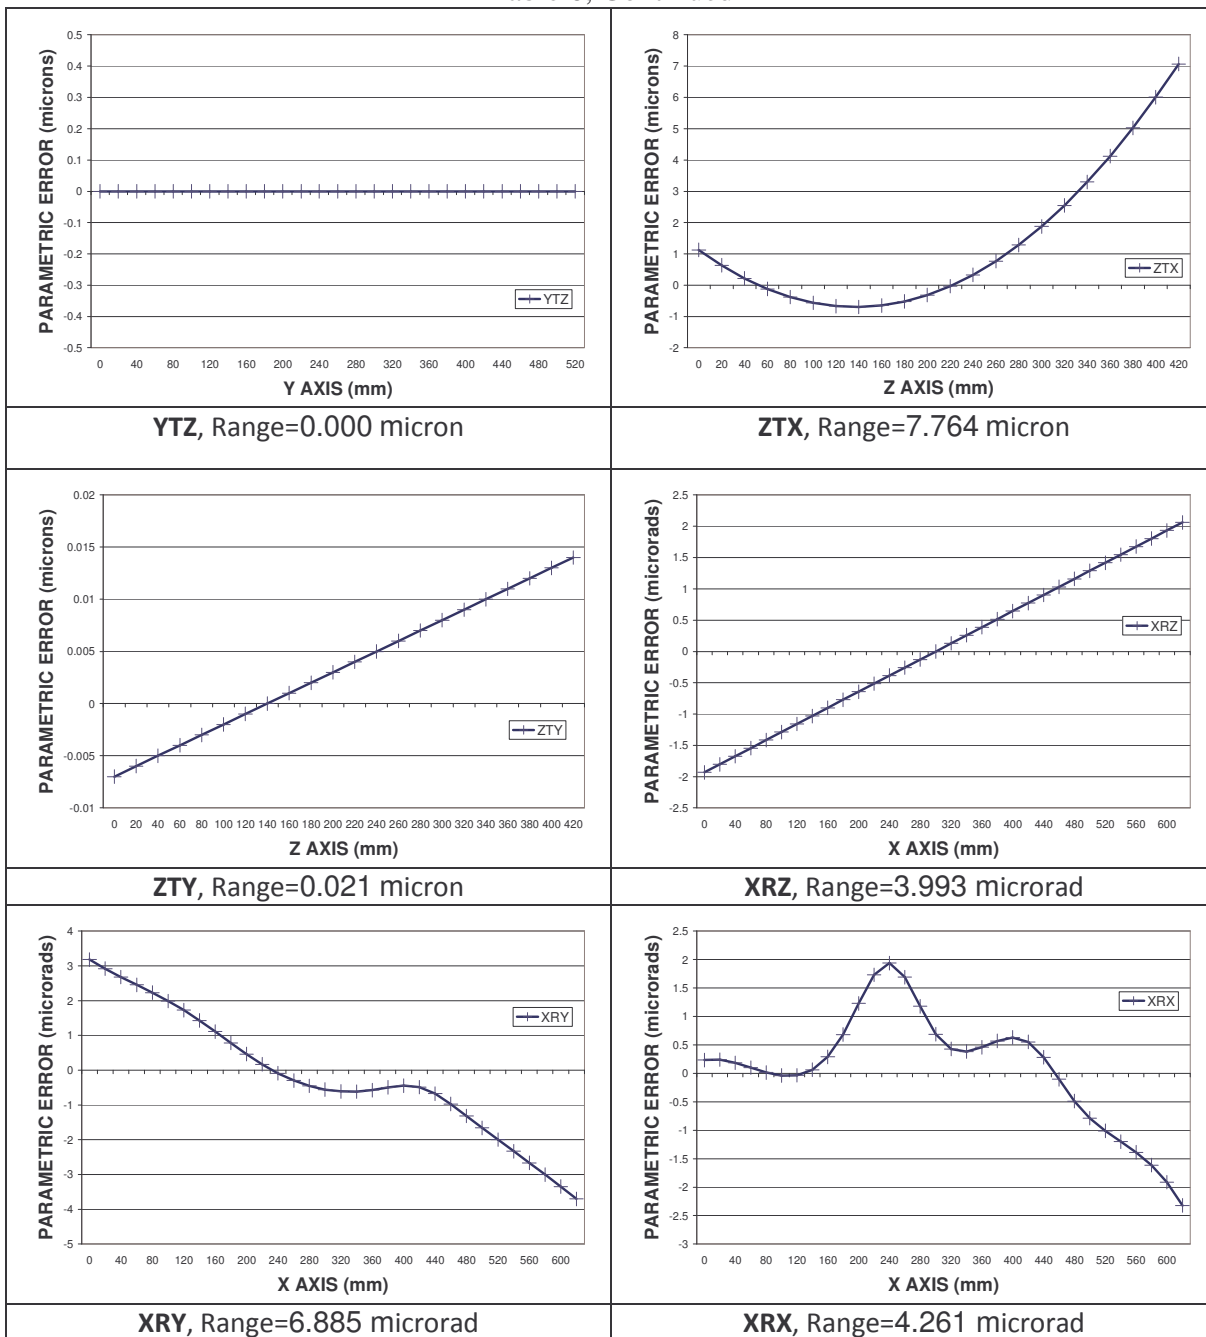 PARAMETRIC ERROR (microns)
0.5
0.4
0.3
0.2
0.1
0
-0.1
-0.2
-0.3
-0.4
-0.5
YTZ
0 40 80 120 160 200 240 280 320 360 400 440 480 520
Y AXIS (mm)
YTZ, Range=0.000 micron
PARAMETRIC ERROR (microns)
8
7
6
5
4
3
2
1
0
-1
-2
ZTX
0 20 40 60 80 100 120 140 160 180 200 220 240 260 280 300 320 340 360 380 400 420
Z AXIS (mm)
ZTX, Range=7.764 micron
PARAMETRIC ERROR (microns)
0.02
0.015
0.01
0.005
0
-0.005
-0.01
ZTY
0 20 40 60 80 100 120 140 160 180 200 220 240 260 280 300 320 340 360 380 400 420
Z AXIS (mm)
ZTY, Range=0.021 micron
PARAMETRIC ERROR (microrads)
2.5
2
1.5
1
0.5
0
-0.5
-1
-1.5
-2
-2.5
XRZ
0 40 80 120 160 200 240 280 320 360 400 440 480 520 560 600
X AXIS (mm)
XRZ, Range=3.993 microrad
PARAMETRIC ERROR (microrads)
4
3
2
1
0
-1
-2
-3
-4
-5
XRY
0 40 80 120 160 200 240 280 320 360 400 440 480 520 560 600
X AXIS (mm)
XRY, Range=6.885 microrad
PARAMETRIC ERROR (microrads)
2.5
2
1.5
1
0.5
0
-0.5
-1
-1.5
-2
-2.5
-3
XRX
0 40 80 120 160 200 240 280 320 360 400 440 480 520 560 600
X AXIS (mm)
XRX, Range=4.261 microrad